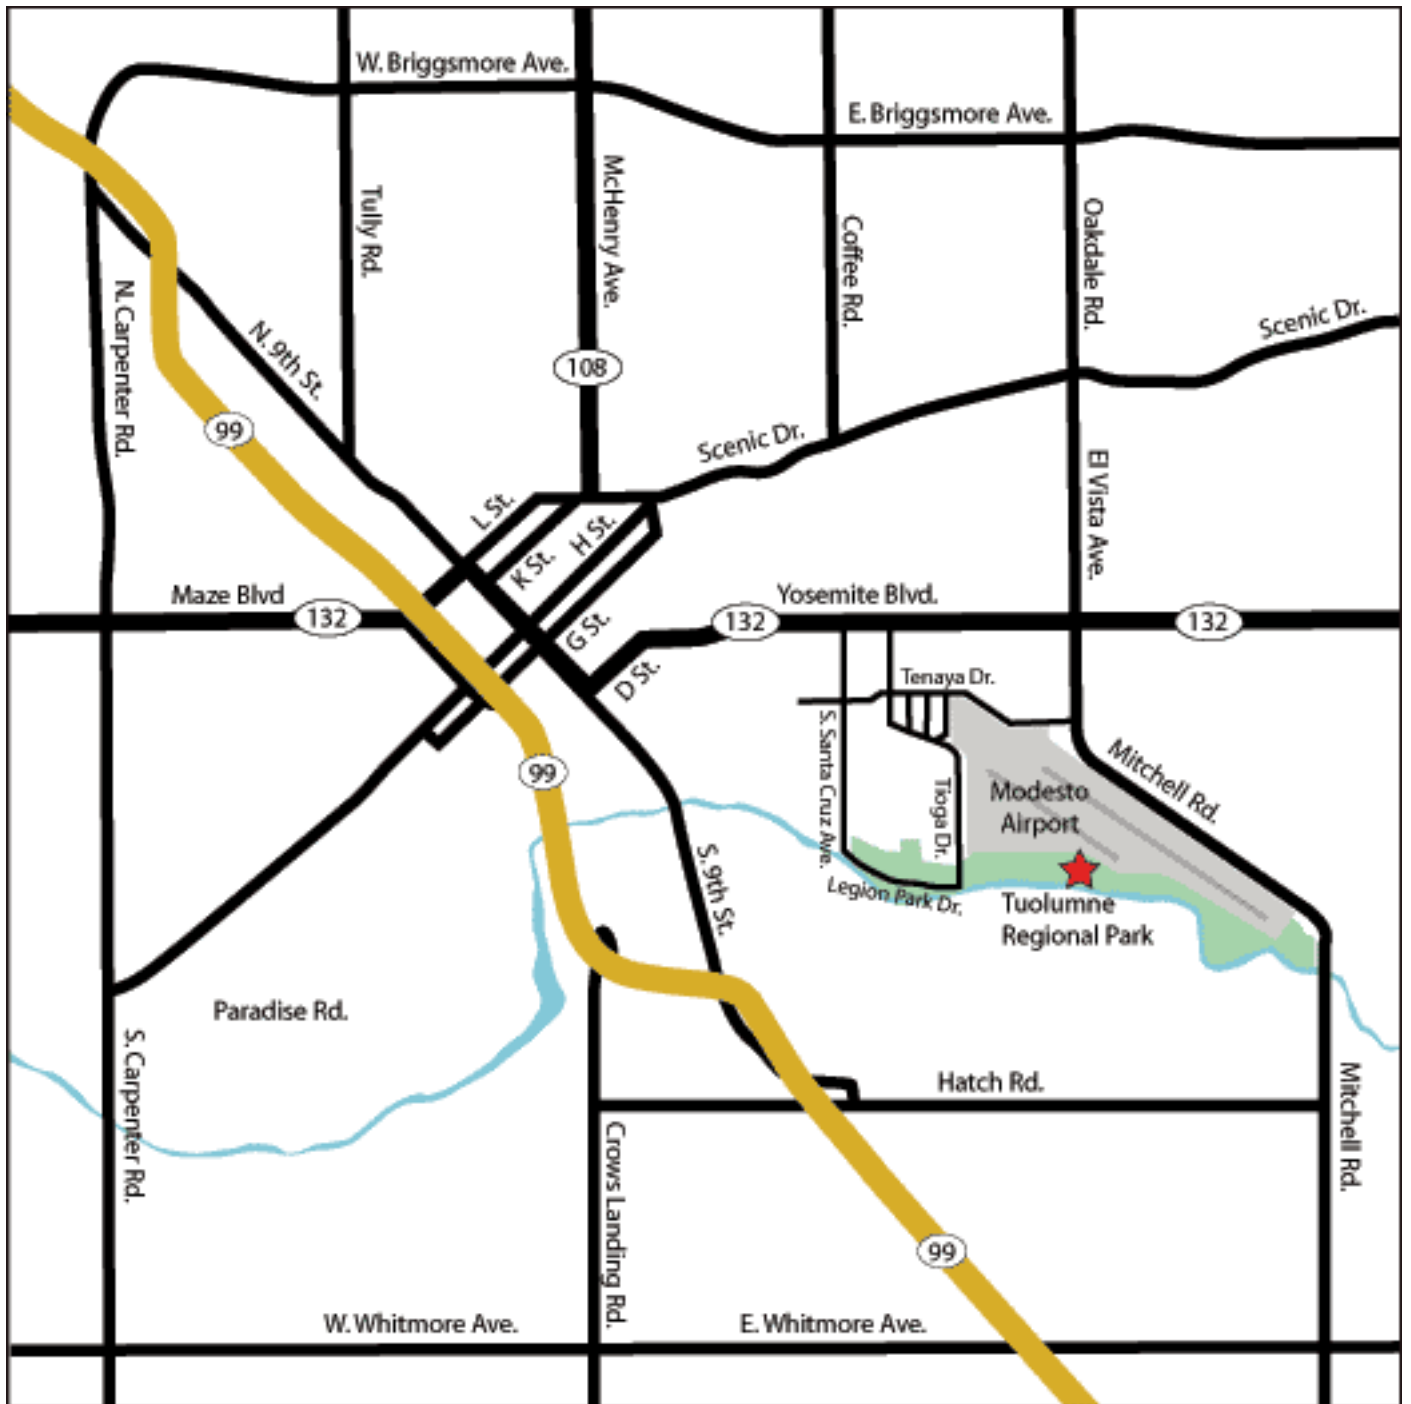 W. Briggsmore Ave.
E. Briggsmore Ave.
McHenry Ave.
Tully Rd.
Oakdale Rd.
Coffee Rd.
N. Carpenter Rd.
Scenic Dr.
N. 9th St.
108
99
Scenic Dr.
El Vista Ave.
L St.
H St.
K St.
Maze Blvd
132
Yosemite Blvd.
132
132
G St.
D St.
Tenaya Dr.
S. Santa Cruz Ave.
Mitchell Rd.
99
Tioga Dr.
Modesto
Airport
S. 9th St.
Legion Park Dr.
Tuolumne
Regional Park
Paradise Rd.
S. Carpenter Rd.
Hatch Rd.
Mitchell Rd.
Crows Landing Rd.
99
W. Whitmore Ave.
E. Whitmore Ave.